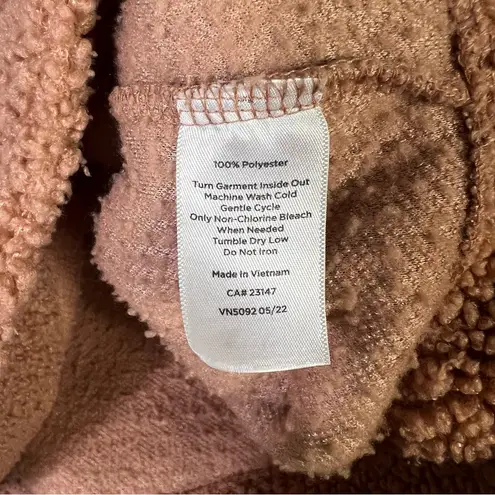 100% Polyester
Turn Garment Inside Out
Machine Wash Cold
Gentle Cycle
Only Non-Chlorine Bleach
When Needed
Tumble Dry Low
Do Not Iron
Made in Vietnam
CA# 23147
VN5092 05/22